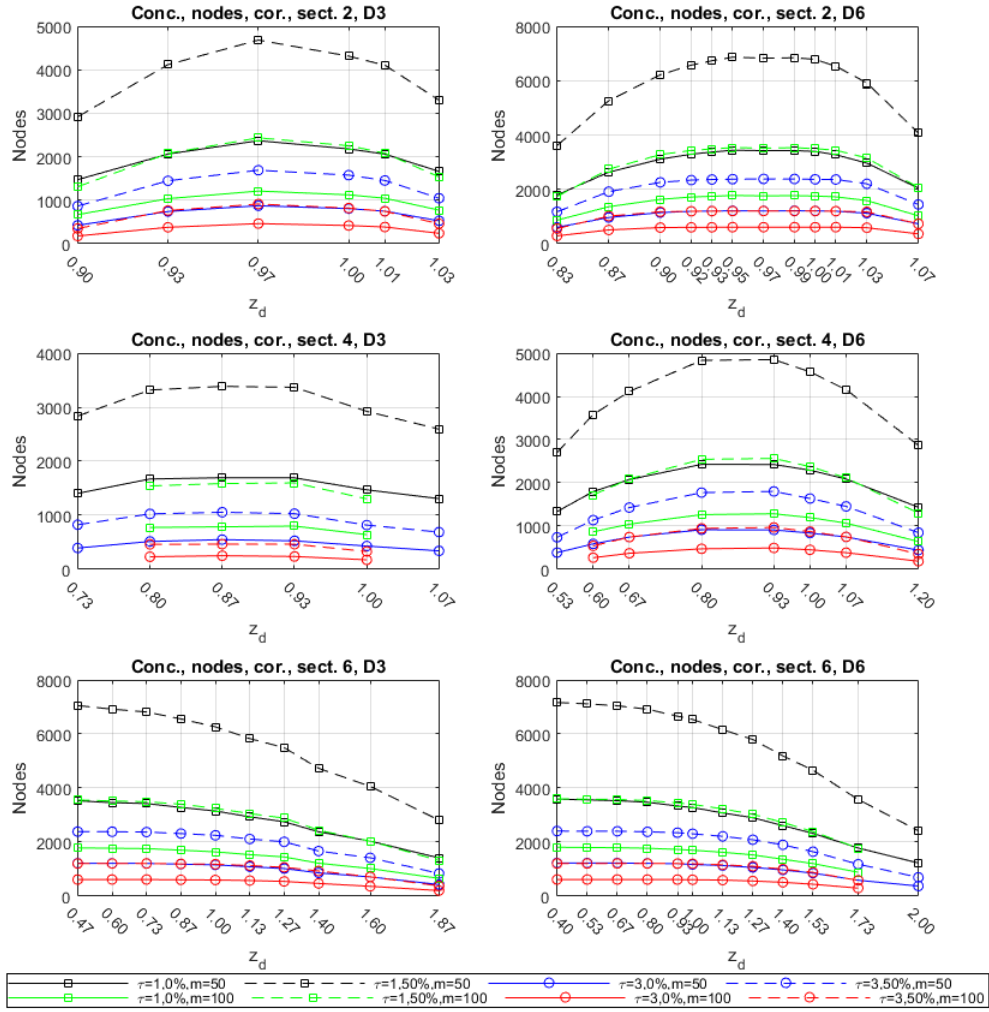 Conc., nodes, cor., sect. 2, D3
5000
4000
3000
2000
1000
0
Nodes
0.90 0.93 0.97 1.00 1.01 1.03
z_d
Conc., nodes, cor., sect. 2, D6
8000
6000
4000
2000
0
Nodes
0.83 0.87 0.90 0.92 0.93 0.95 0.97 0.99 1.00 1.01 1.03 1.07
z_d
Conc., nodes, cor., sect. 4, D3
4000
3000
2000
1000
0
Nodes
0.73 0.80 0.87 0.93 1.00 1.07
z_d
Conc., nodes, cor., sect. 4, D6
5000
4000
3000
2000
1000
0
Nodes
0.53 0.60 0.67 0.80 0.93 1.00 1.07 1.20
z_d
Conc., nodes, cor., sect. 6, D3
8000
6000
4000
2000
0
Nodes
0.47 0.60 0.73 0.87 1.00 1.13 1.27 1.40 1.60 1.87
z_d
Conc., nodes, cor., sect. 6, D6
8000
6000
4000
2000
0
Nodes
0.40 0.53 0.67 0.80 0.93 1.00 1.13 1.27 1.40 1.53 1.73 2.00
z_d
τ=1,0%,m=50 τ=1,50%,m=50 τ=3,0%,m=50 τ=3,50%,m=50
τ=1,0%,m=100 τ=1,50%,m=100 τ=3,0%,m=100 τ=3,50%,m=100